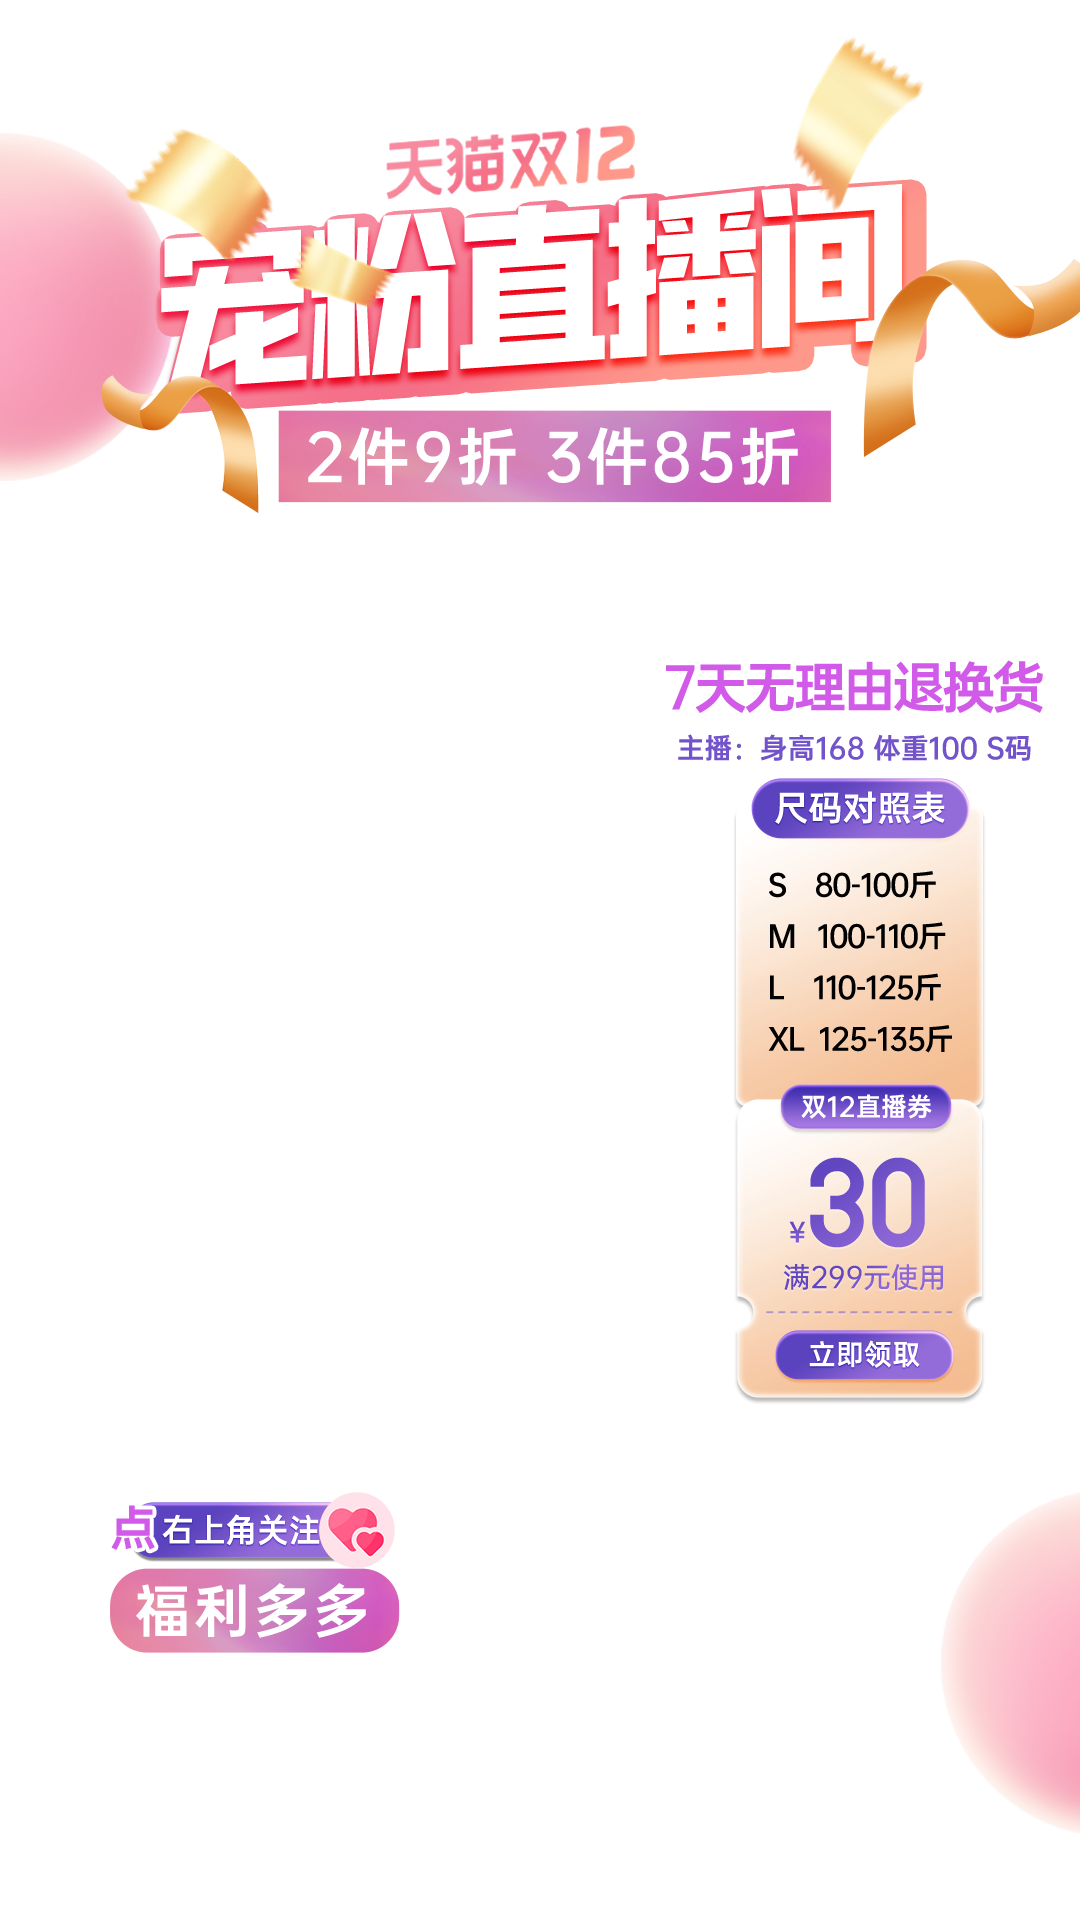 天猫双12
宠粉直播间
2件9折 3件85折
7天无理由退换货
主播：身高168 体重100 S码
尺码对照表
S 80-100斤
M 100-110斤
L 110-125斤
XL 125-135斤
双12直播券
¥30
满299元使用
立即领取
点右上角关注
福利多多